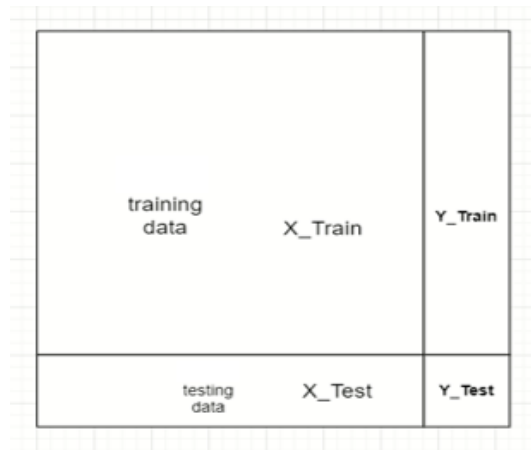 training
data
X_Train
Y_Train
testing
data
X_Test
Y_Test